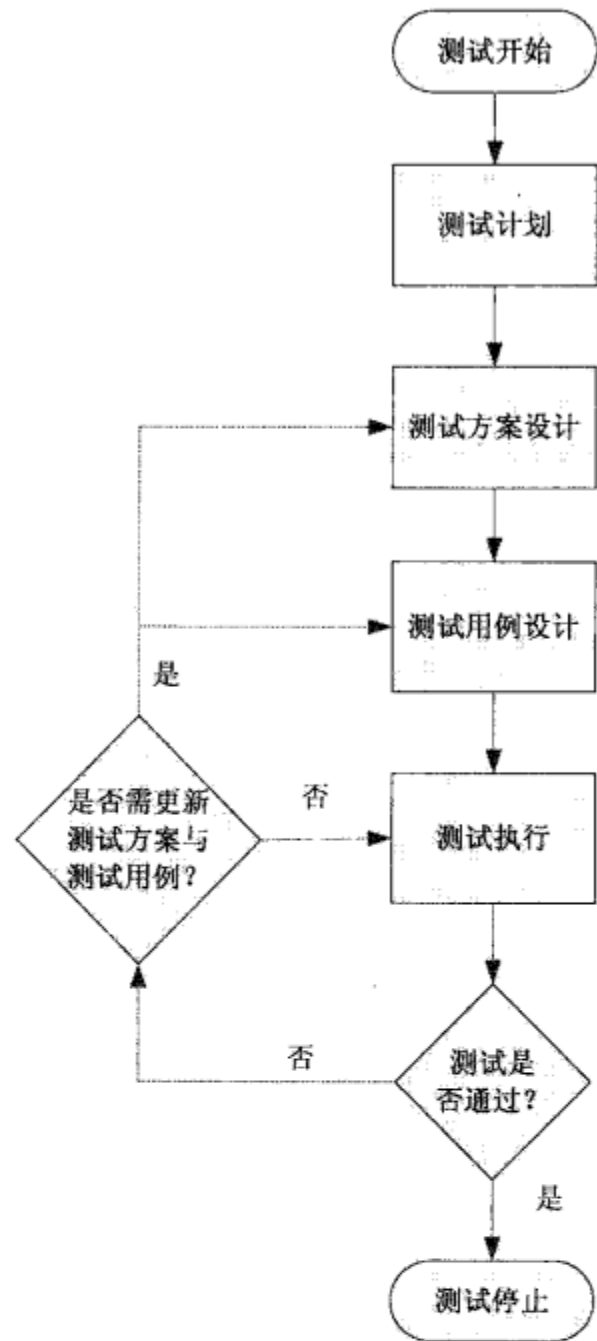 测试开始
测试计划
测试方案设计
测试用例设计
是
是否需更新
测试方案与
测试用例？
否
测试执行
否
测试是
否通过？
是
测试停止